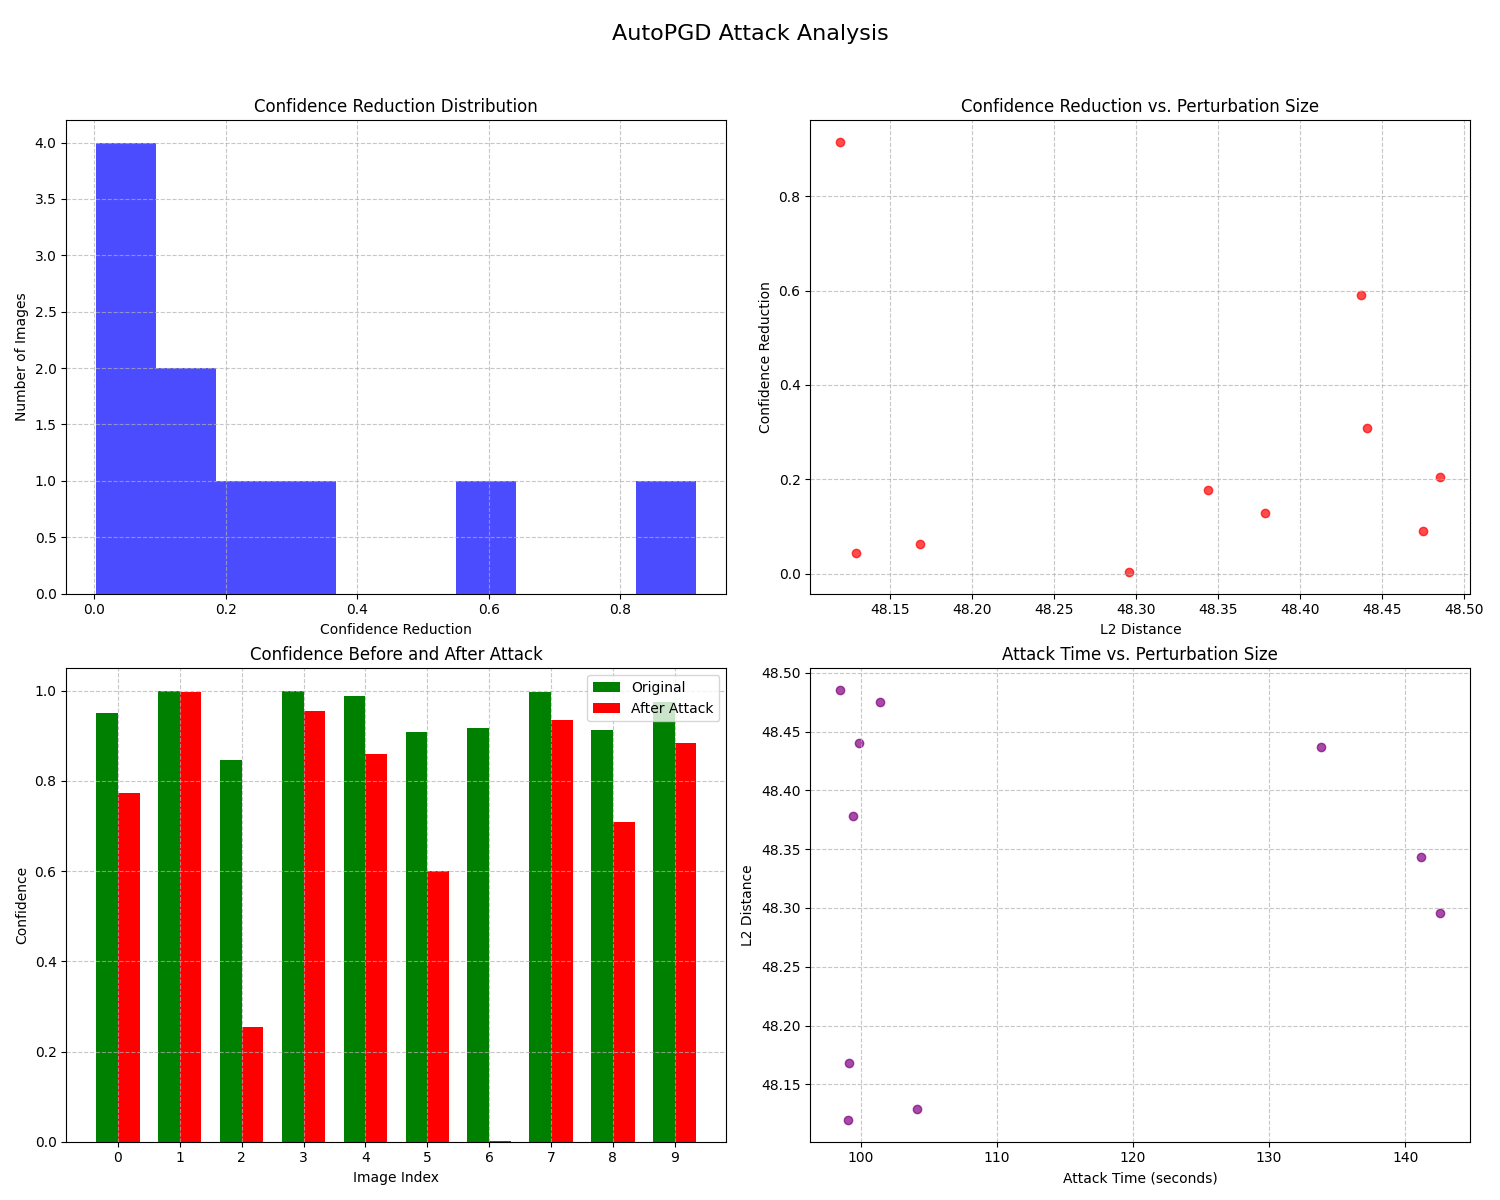 AutoPGD Attack Analysis
Confidence Reduction Distribution
4.0
3.5
3.0
2.5
2.0
1.5
1.0
0.5
0.0
Number of Images
0.0 0.2 0.4 0.6 0.8
Confidence Reduction
Confidence Reduction vs. Perturbation Size
0.8
0.6
0.4
0.2
0.0
Confidence Reduction
48.15 48.20 48.25 48.30 48.35 48.40 48.45 48.50
L2 Distance
Confidence Before and After Attack
Original
After Attack
1.0
0.8
0.6
0.4
0.2
0.0
Confidence
0 1 2 3 4 5 6 7 8 9
Image Index
Attack Time vs. Perturbation Size
48.50
48.45
48.40
48.35
48.30
48.25
48.20
48.15
L2 Distance
100 110 120 130 140
Attack Time (seconds)